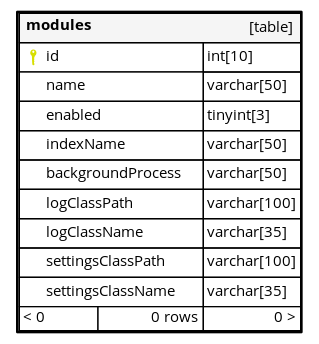 modules [table]
id int[10]
name varchar[50]
enabled tinyint[3]
indexName varchar[50]
backgroundProcess varchar[50]
logClassPath varchar[100]
logClassName varchar[35]
settingsClassPath varchar[100]
settingsClassName varchar[35]
< 0 0 rows 0 >